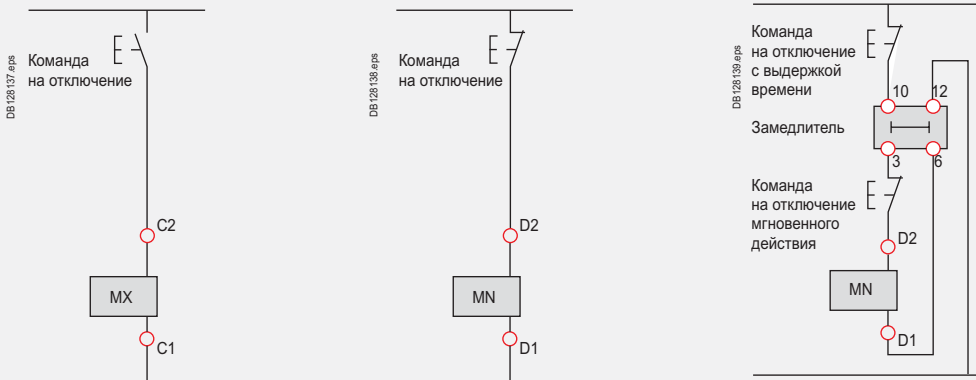 DB128137.eps
Команда
на отключение
C2
MX
C1
DB128138.eps
Команда
на отключение
D2
MN
D1
DB128139.eps
Команда
на отключение
с выдержкой
времени
10
12
Замедлитель
3
6
Команда
на отключение
мгновенного
действия
D2
MN
D1